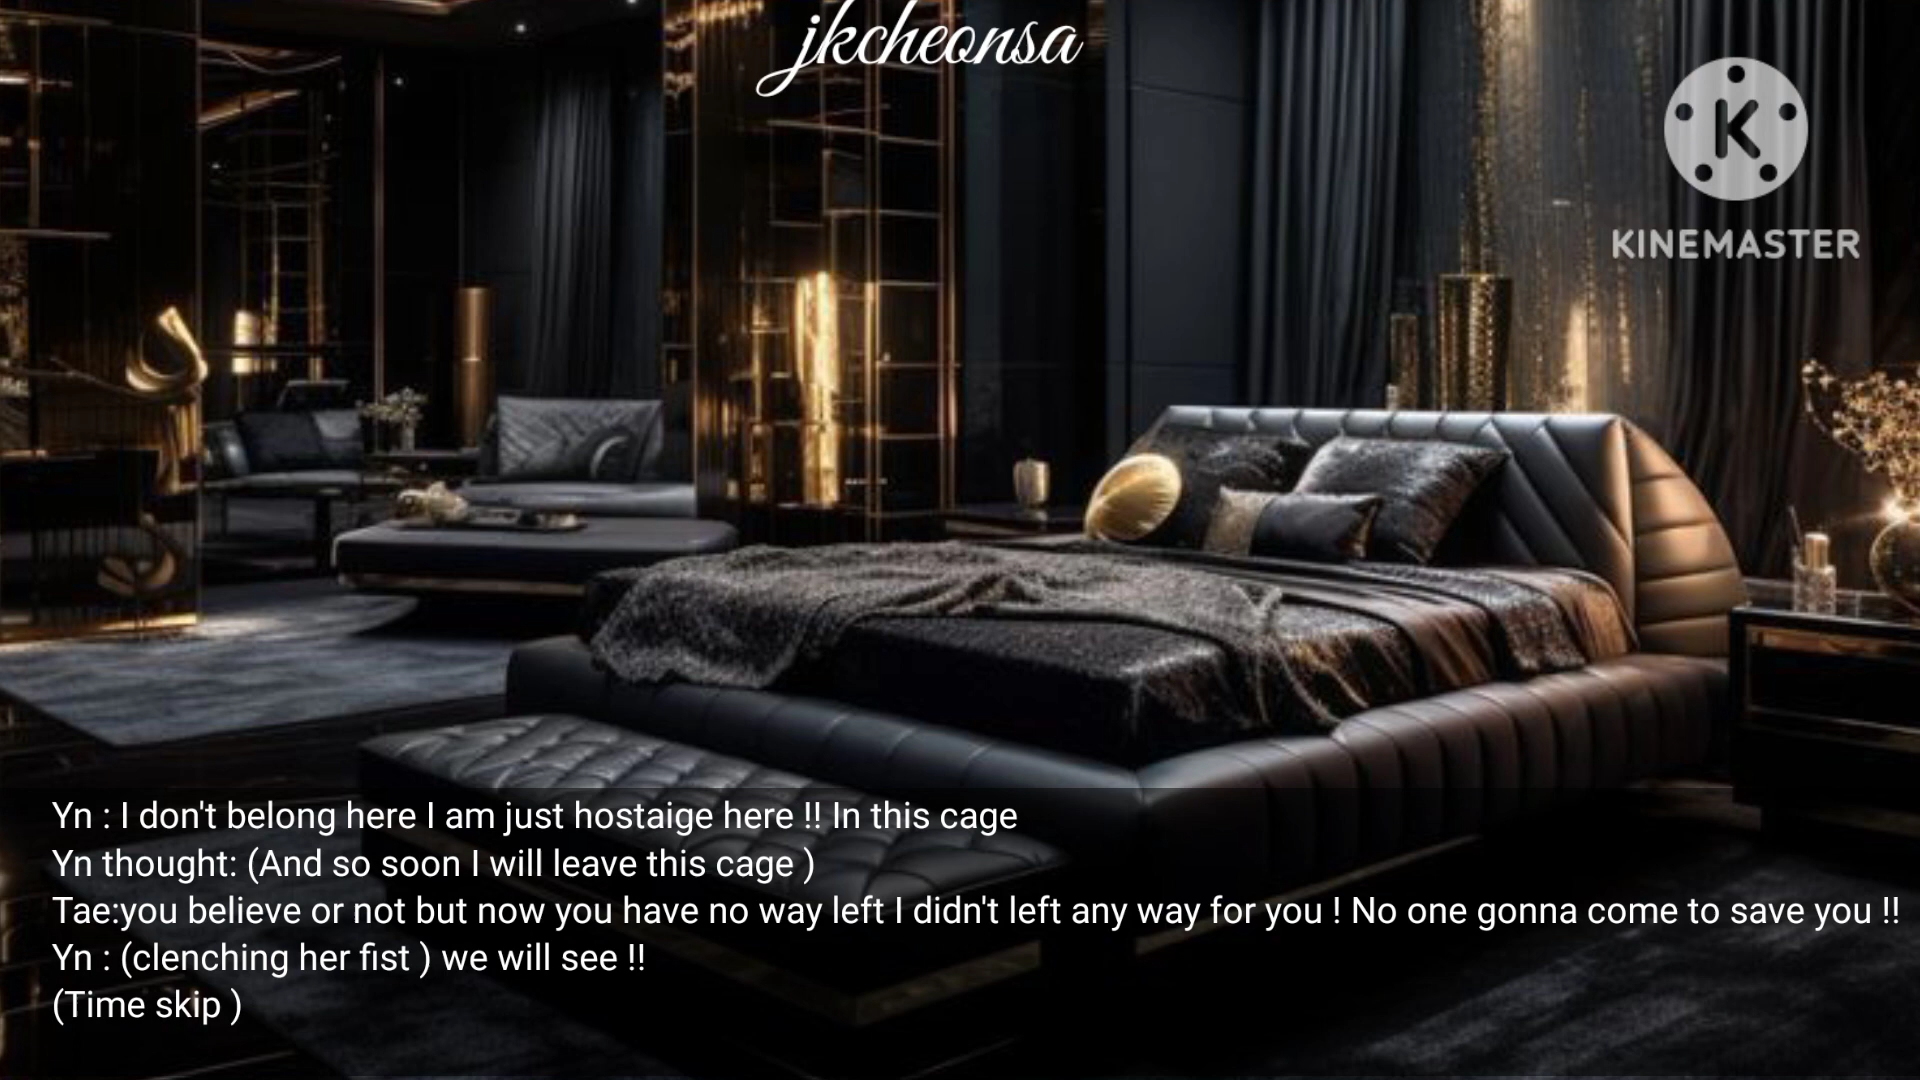 jkcheonsa
K
KINEMASTER
Yn : I don't belong here I am just hostaige here !! In this cage
Yn thought: (And so soon I will leave this cage )
Tae:you believe or not but now you have no way left I didn't left any way for you ! No one gonna come to save you !!
Yn : (clenching her fist ) we will see !!
(Time skip )